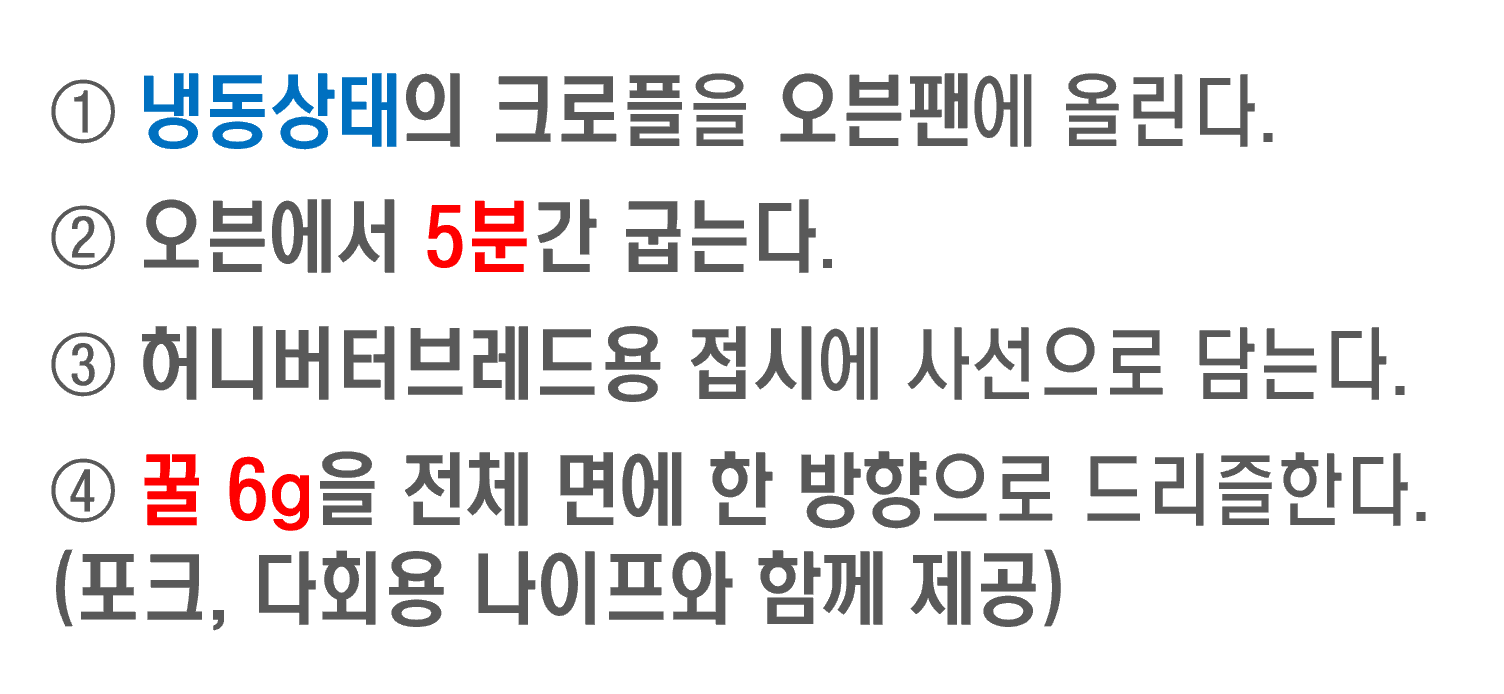 ① 냉동상태의 크로플을 오븐팬에 올린다.
② 오븐에서 5분간 굽는다.
③ 허니버터브레드용 접시에 사선으로 담는다.
④ 꿀 6g을 전체 면에 한 방향으로 드리즐한다.
(포크, 다회용 나이프와 함께 제공)